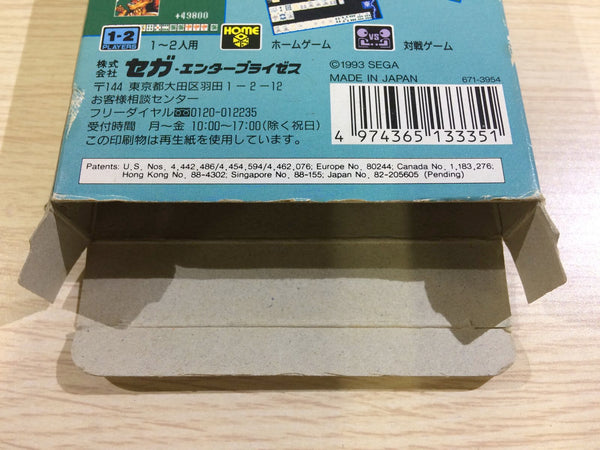 +49800
1-2
PLAYERS
1〜2人用
HOME
ホームゲーム
VS
対戦ゲーム
株式会社 セガ・エンタープライゼス
〒144 東京都大田区羽田1-2-12
お客様相談センター
フリーダイヤル 0120-012235
受付時間 月〜金 10:00〜17:00(除く祝日)
この印刷物は再生紙を使用しています。
©1993 SEGA
MADE IN JAPAN
671-3954
4 974365 133351
Patents: U.S. Nos. 4,442,486/4,454,594/4,462,076; Europe No. 80244; Canada No. 1,183,276;
Hong Kong No. 88-4302; Singapore No. 88-155; Japan No. 82-205605 (Pending)